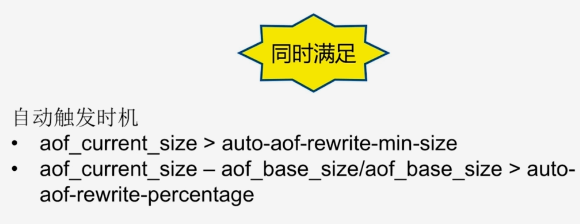 同时满足
自动触发时机
• aof_current_size > auto-aof-rewrite-min-size
• aof_current_size – aof_base_size/aof_base_size > auto-
aof-rewrite-percentage